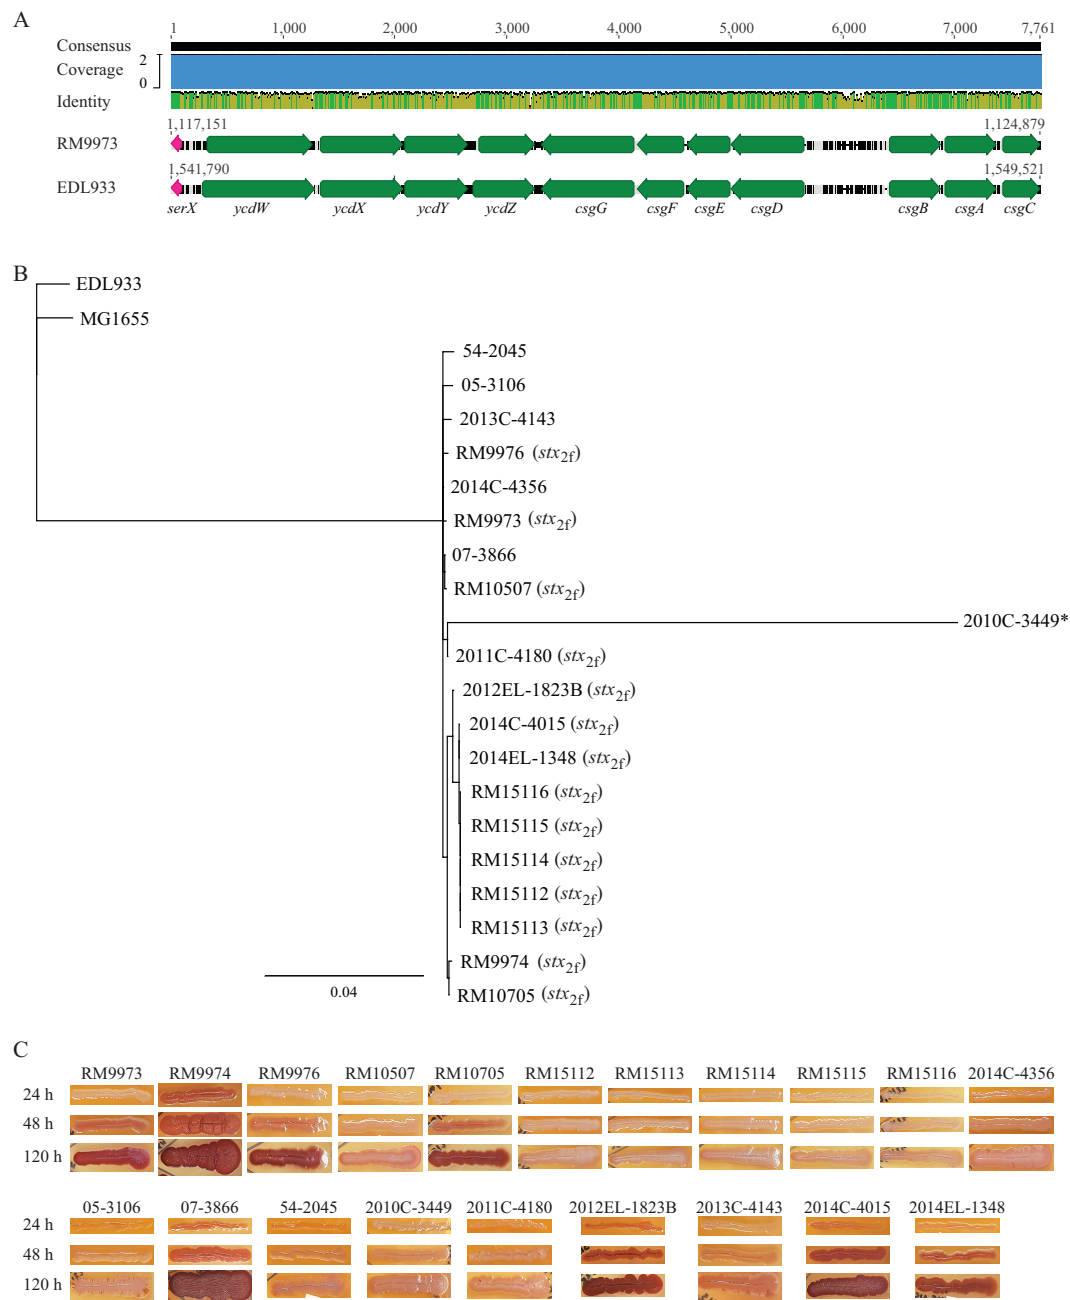 A
1 1,000 2,000 3,000 4,000 5,000 6,000 7,000 7,761
Consensus
Coverage 2 0
Identity
1,117,151 1,124,879
RM9973
1,541,790 1,549,521
EDL933
serX ycdW ycdX ycdY ycdZ csgG csgF csgE csgD csgB csgA csgC
B
EDL933
MG1655
54-2045
05-3106
2013C-4143
RM9976 (stx2f)
2014C-4356
RM9973 (stx2f)
07-3866
RM10507 (stx2f)
2010C-3449*
2011C-4180 (stx2f)
2012EL-1823B (stx2f)
2014C-4015 (stx2f)
2014EL-1348 (stx2f)
RM15116 (stx2f)
RM15115 (stx2f)
RM15114 (stx2f)
RM15112 (stx2f)
RM15113 (stx2f)
RM9974 (stx2f)
RM10705 (stx2f)
0.04
C
RM9973 RM9974 RM9976 RM10507 RM10705 RM15112 RM15113 RM15114 RM15115 RM15116 2014C-4356
24 h
48 h
120 h
05-3106 07-3866 54-2045 2010C-3449 2011C-4180 2012EL-1823B 2013C-4143 2014C-4015 2014EL-1348
24 h
48 h
120 h